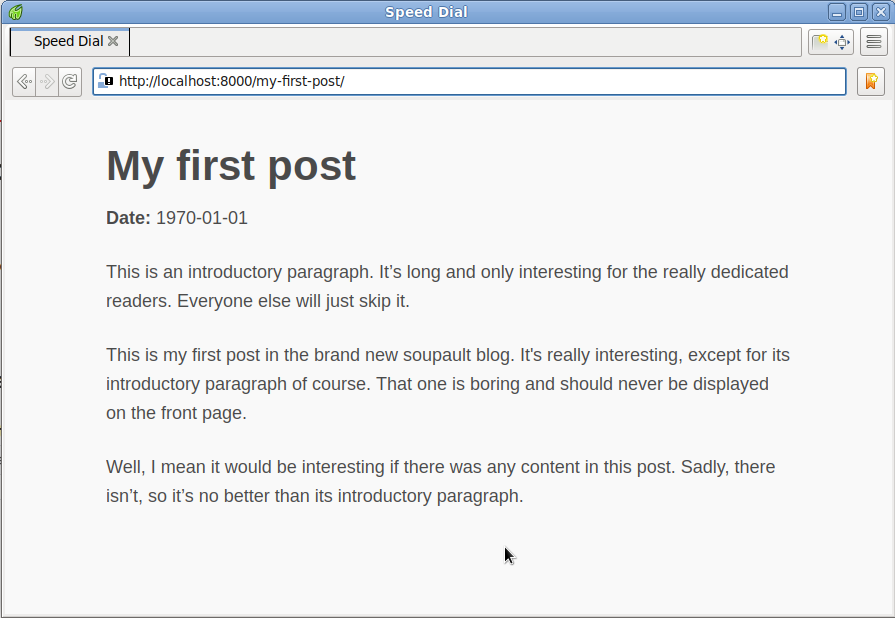 Speed Dial
Speed Dial
http://localhost:8000/my-first-post/
My first post
Date: 1970-01-01
This is an introductory paragraph. It’s long and only interesting for the really dedicated
readers. Everyone else will just skip it.
This is my first post in the brand new soupault blog. It's really interesting, except for its
introductory paragraph of course. That one is boring and should never be displayed
on the front page.
Well, I mean it would be interesting if there was any content in this post. Sadly, there
isn’t, so it’s no better than its introductory paragraph.